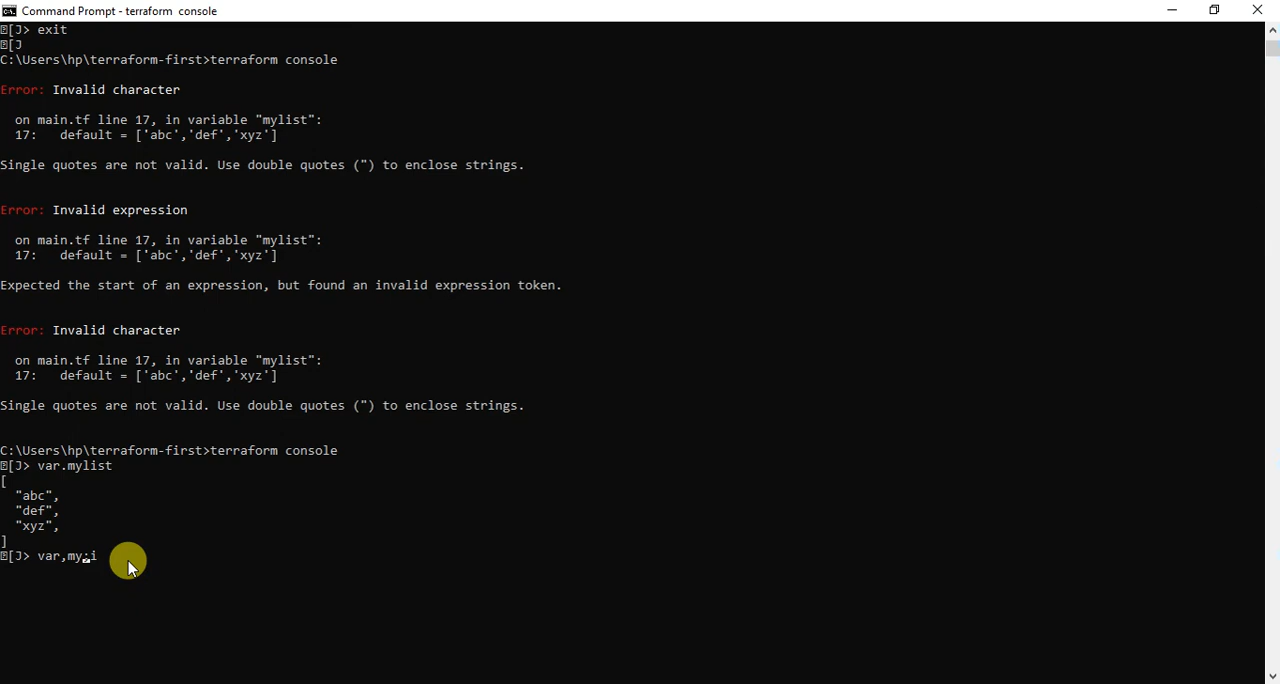 Command Prompt - terraform console
[J> exit
[J
C:\Users\hp\terraform-first>terraform console
Error: Invalid character
on main.tf line 17, in variable "mylist":
17: default = ['abc','def','xyz']
Single quotes are not valid. Use double quotes (") to enclose strings.
Error: Invalid expression
on main.tf line 17, in variable "mylist":
17: default = ['abc','def','xyz']
Expected the start of an expression, but found an invalid expression token.
Error: Invalid character
on main.tf line 17, in variable "mylist":
17: default = ['abc','def','xyz']
Single quotes are not valid. Use double quotes (") to enclose strings.
C:\Users\hp\terraform-first>terraform console
[J> var.mylist
[
"abc",
"def",
"xyz",
]
[J> var,my;i